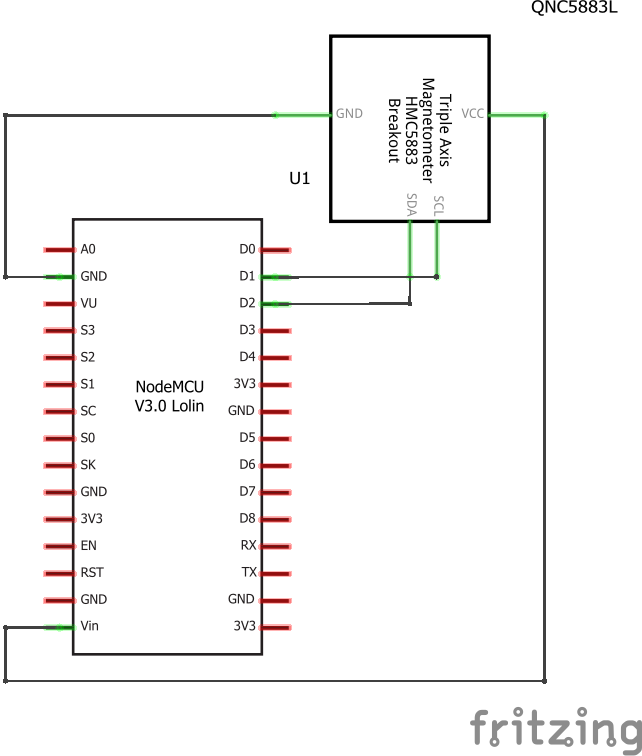 QNC5883L
Triple Axis
Magnetometer
HMC5883
Breakout
GND
VCC
SDA
SCL
U1
NodeMCU
V3.0 Lolin
A0
GND
VU
S3
S2
S1
SC
S0
SK
GND
3V3
EN
RST
GND
Vin
D0
D1
D2
D3
D4
3V3
GND
D5
D6
D7
D8
RX
TX
GND
3V3
fritzing